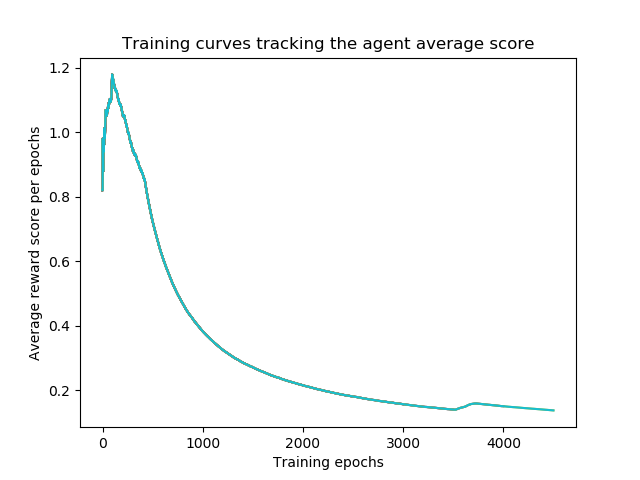 Training curves tracking the agent average score
Average reward score per epochs
1.2
1.0
0.8
0.6
0.4
0.2
0 1000 2000 3000 4000
Training epochs